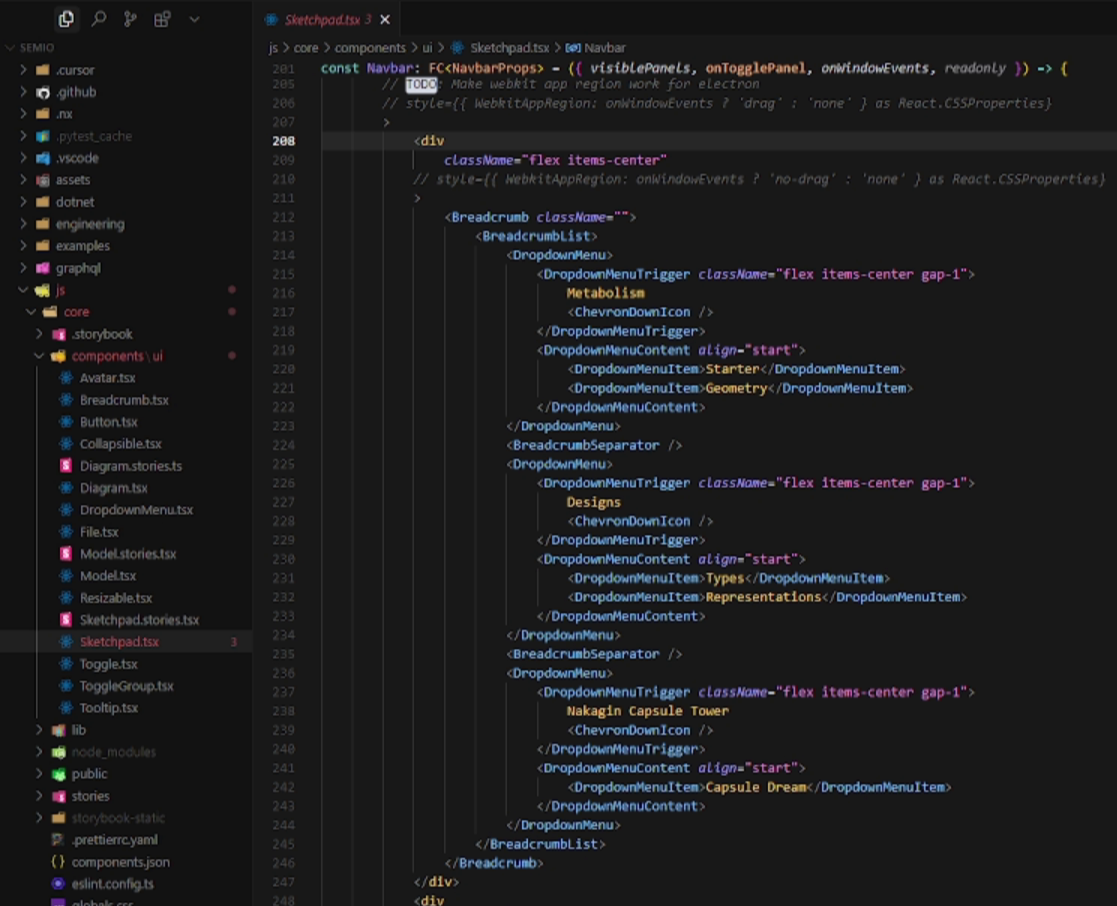 SEMIO
.cursor
.github
.nx
.pytest_cache
.vscode
assets
dotnet
engineering
examples
graphql
js
core
.storybook
components \ ui
Avatar.tsx
Breadcrumb.tsx
Button.tsx
Collapsible.tsx
Diagram.stories.ts
Diagram.tsx
DropdownMenu.tsx
File.tsx
Model.stories.tsx
Model.tsx
Resizable.tsx
Sketchpad.stories.tsx
Sketchpad.tsx 3
Toggle.tsx
ToggleGroup.tsx
Tooltip.tsx
lib
node_modules
public
stories
storybook-static
.prettierrc.yaml
{} components.json
eslint.config.ts
globals.css
Sketchpad.tsx 3 ×
js > core > components > ui > Sketchpad.tsx > Navbar
201 const Navbar: FC<NavbarProps> = ({ visiblePanels, onTogglePanel, onWindowEvents, readonly }) => {
205 // TODO: Make webkit app region work for electron
206 // style={{ WebkitAppRegion: onWindowEvents ? 'drag' : 'none' } as React.CSSProperties}
207 >
208 <div
209 className="flex items-center"
210 // style={{ WebkitAppRegion: onWindowEvents ? 'no-drag' : 'none' } as React.CSSProperties}
211 >
212 <Breadcrumb className="">
213 <BreadcrumbList>
214 <DropdownMenu>
215 <DropdownMenuTrigger className="flex items-center gap-1">
216 Metabolism
217 <ChevronDownIcon />
218 </DropdownMenuTrigger>
219 <DropdownMenuContent align="start">
220 <DropdownMenuItem>Starter</DropdownMenuItem>
221 <DropdownMenuItem>Geometry</DropdownMenuItem>
222 </DropdownMenuContent>
223 </DropdownMenu>
224 <BreadcrumbSeparator />
225 <DropdownMenu>
226 <DropdownMenuTrigger className="flex items-center gap-1">
227 Designs
228 <ChevronDownIcon />
229 </DropdownMenuTrigger>
230 <DropdownMenuContent align="start">
231 <DropdownMenuItem>Types</DropdownMenuItem>
232 <DropdownMenuItem>Representations</DropdownMenuItem>
233 </DropdownMenuContent>
234 </DropdownMenu>
235 <BreadcrumbSeparator />
236 <DropdownMenu>
237 <DropdownMenuTrigger className="flex items-center gap-1">
238 Nakagin Capsule Tower
239 <ChevronDownIcon />
240 </DropdownMenuTrigger>
241 <DropdownMenuContent align="start">
242 <DropdownMenuItem>Capsule Dream</DropdownMenuItem>
243 </DropdownMenuContent>
244 </DropdownMenu>
245 </BreadcrumbList>
246 </Breadcrumb>
247 </div>
248 <div